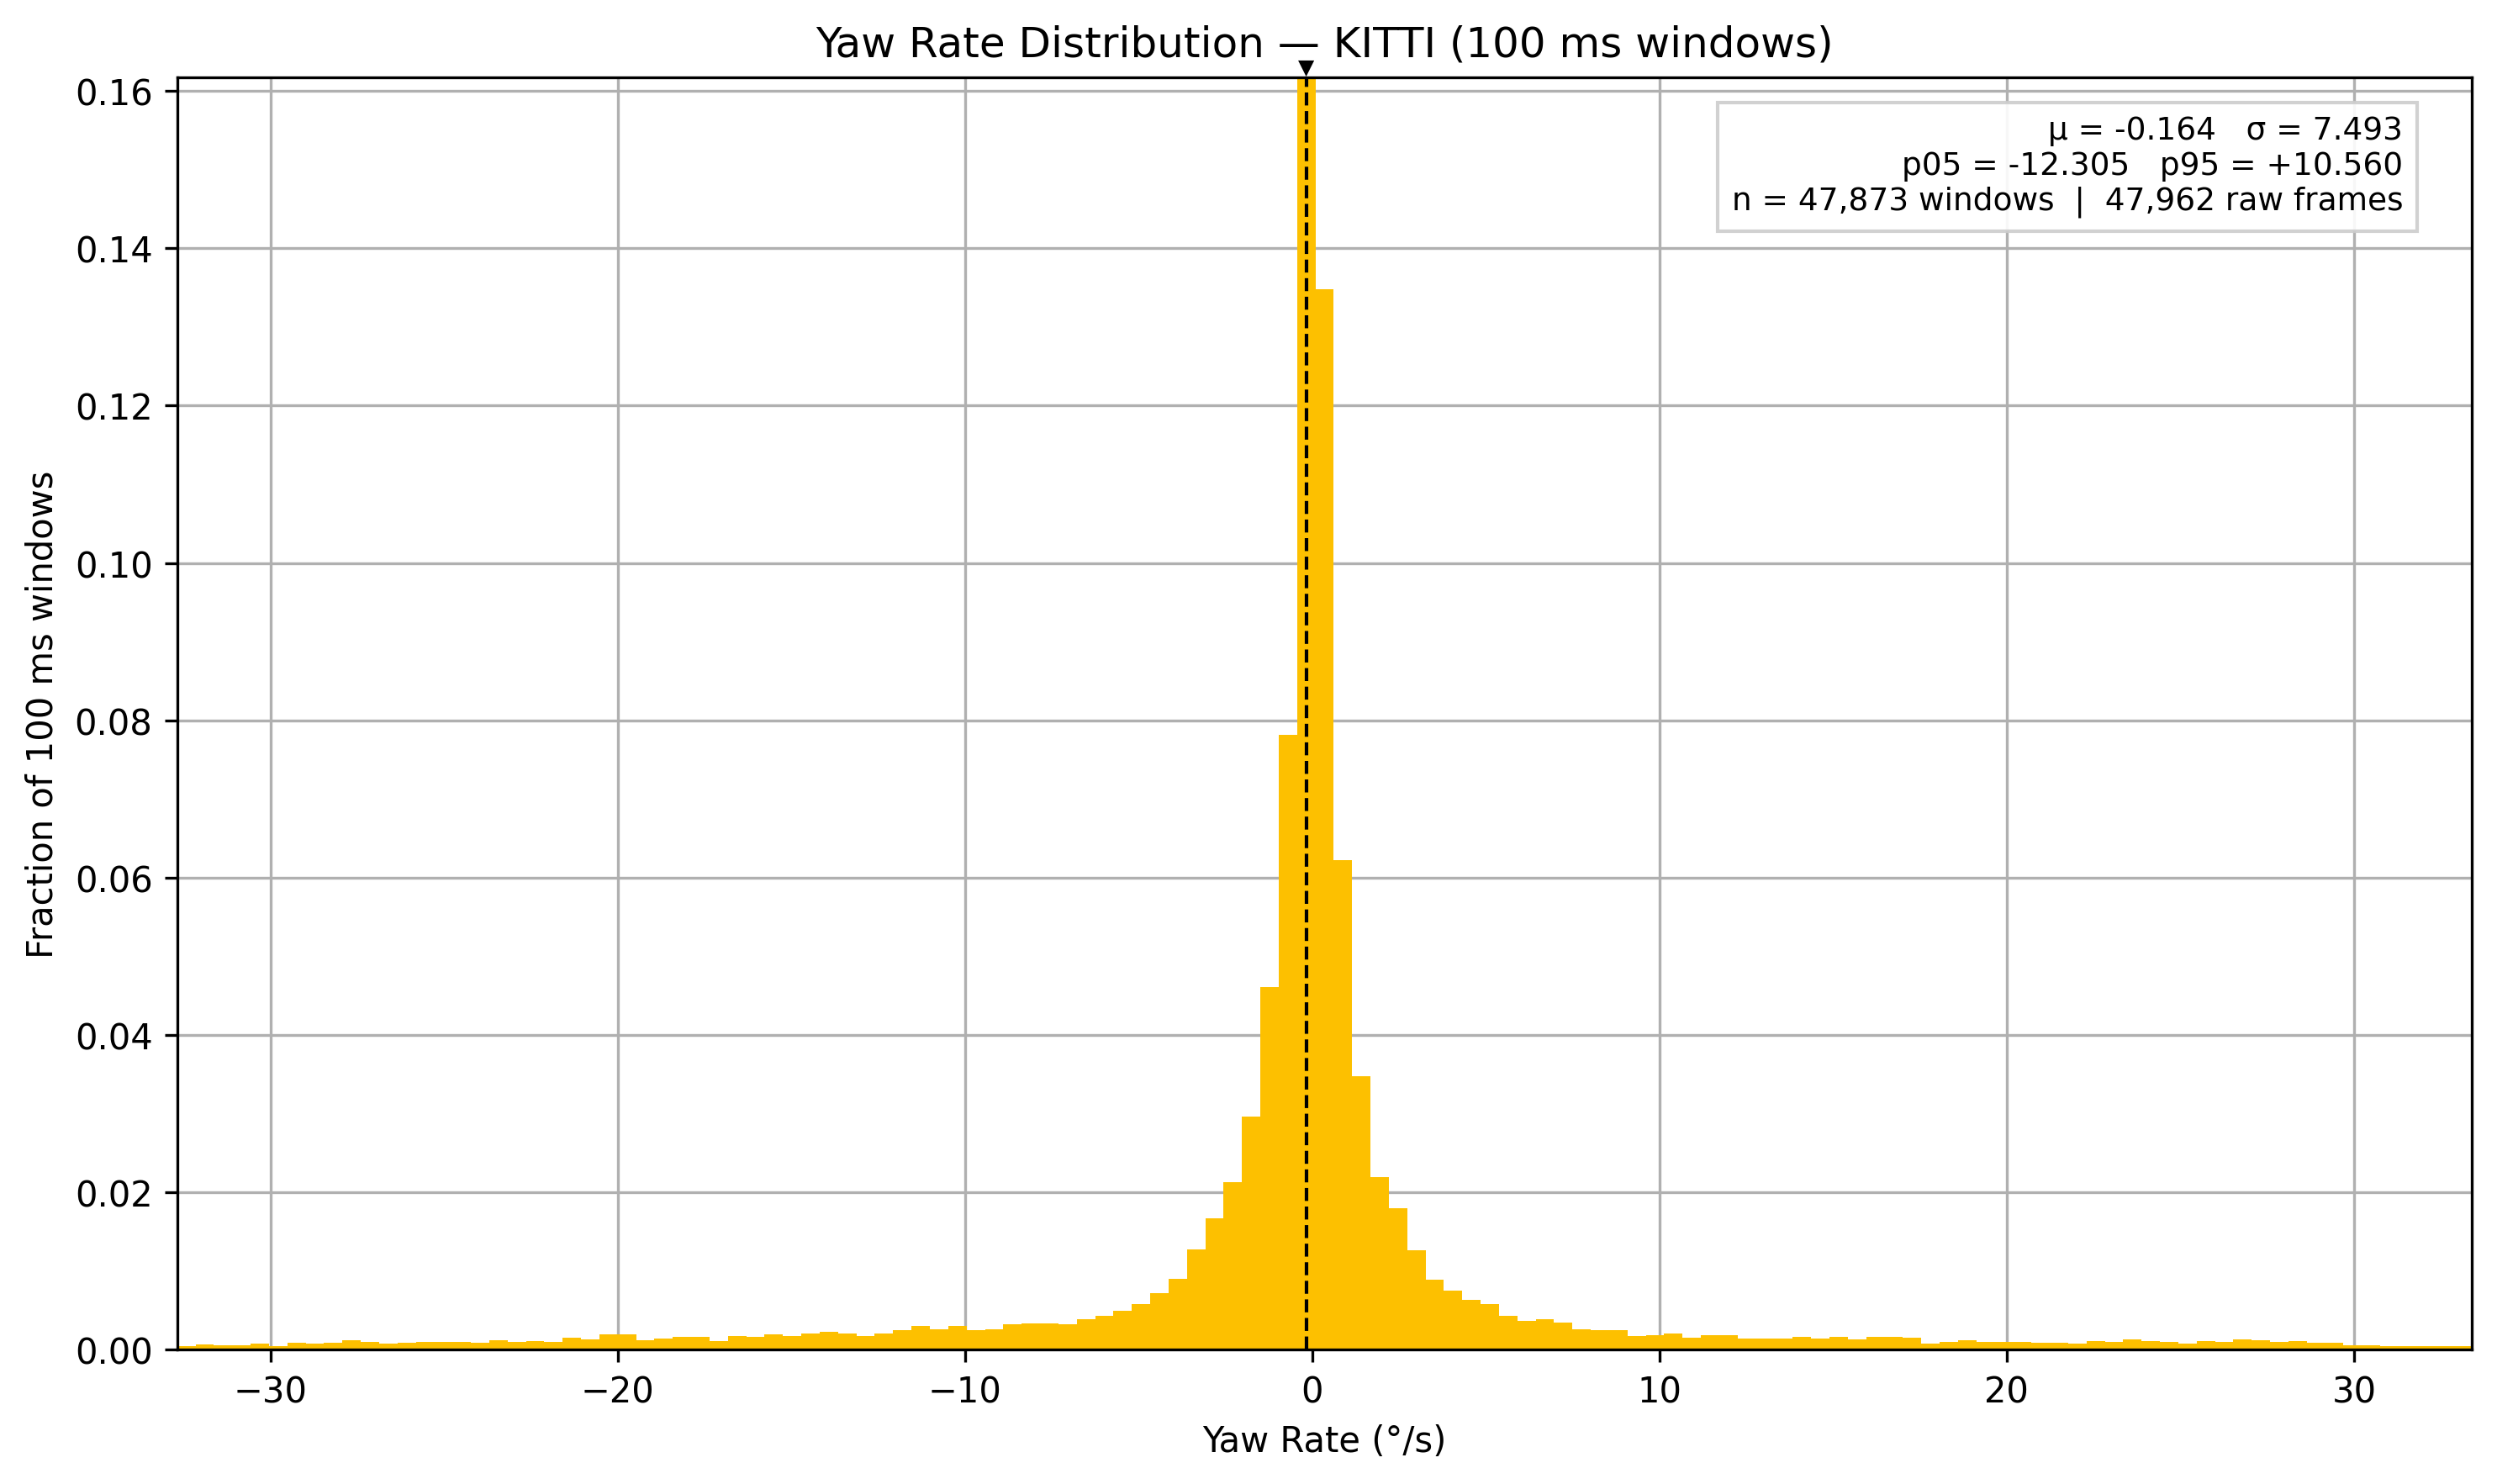 Yaw Rate Distribution — KITTI (100 ms windows)
μ = -0.164   σ = 7.493
p05 = -12.305   p95 = +10.560
n = 47,873 windows  |  47,962 raw frames
Fraction of 100 ms windows
0.16
0.14
0.12
0.10
0.08
0.06
0.04
0.02
0.00
−30 −20 −10 0 10 20 30
Yaw Rate (°/s)